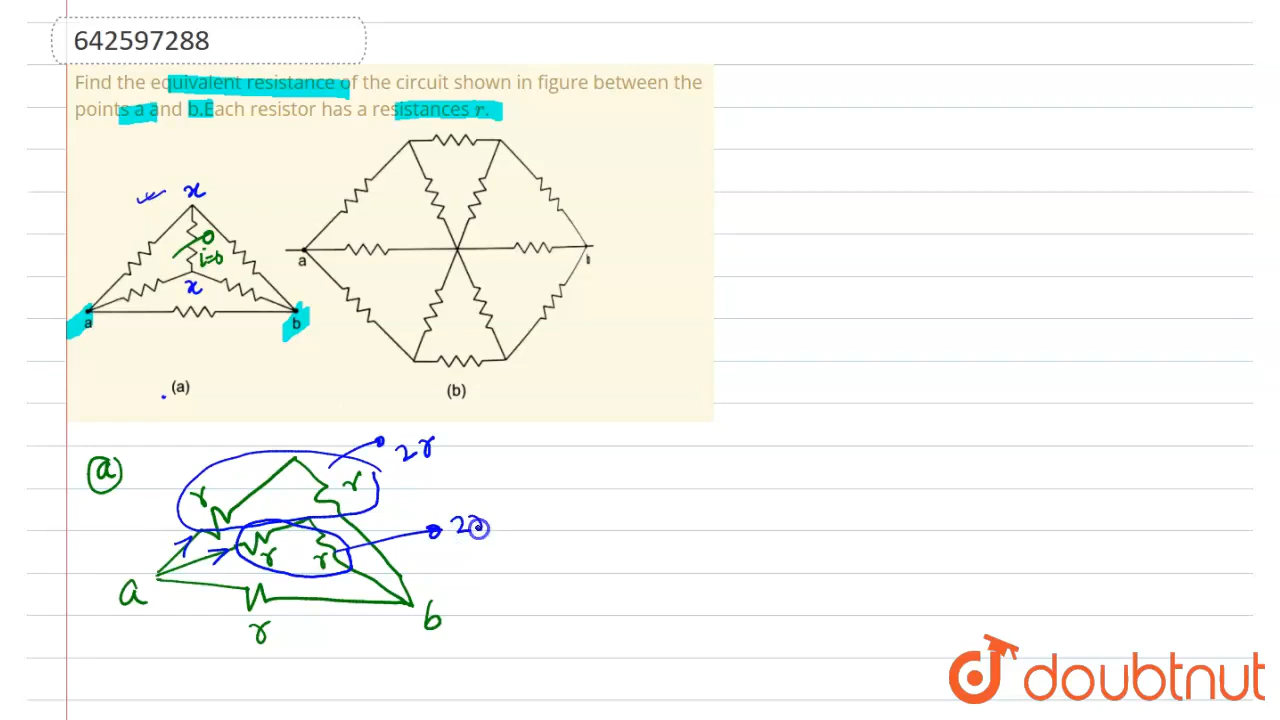 642597288
Find the equivalent resistance of the circuit shown in figure between the
points a and b.Each resistor has a resistances r.
x
0
i=0
x
a
b
(a)
a
(b)
a
2r
r
r
r
r
a
r
b
doubtnut